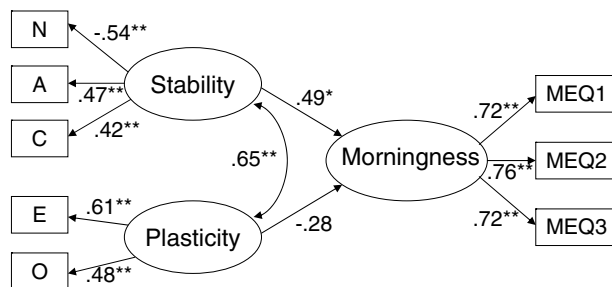 N
-.54**
A
Stability
.47**
C
.42**
.49*
MEQ1
.72**
.65**
Morningness
.76**
MEQ2
E
.61**
Plasticity
-.28
.72**
MEQ3
O
.48**